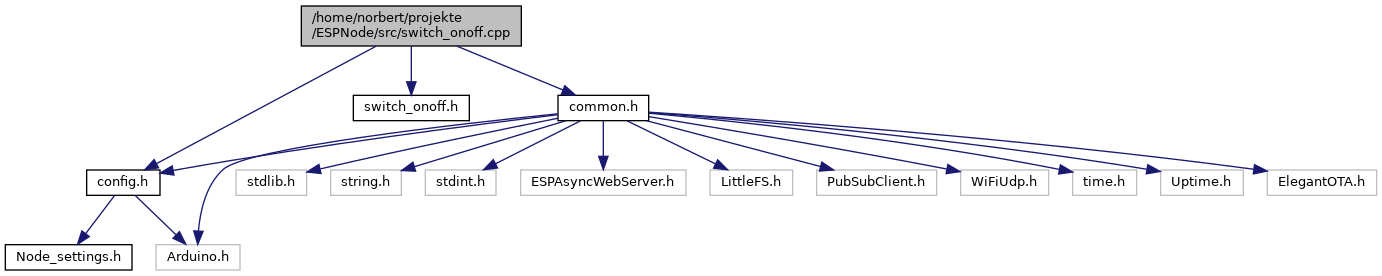 /home/norbert/projekte
/ESPNode/src/switch_onoff.cpp
switch_onoff.h
common.h
config.h
stdlib.h
string.h
stdint.h
ESPAsyncWebServer.h
LittleFS.h
PubSubClient.h
WiFiUdp.h
time.h
Uptime.h
ElegantOTA.h
Node_settings.h
Arduino.h